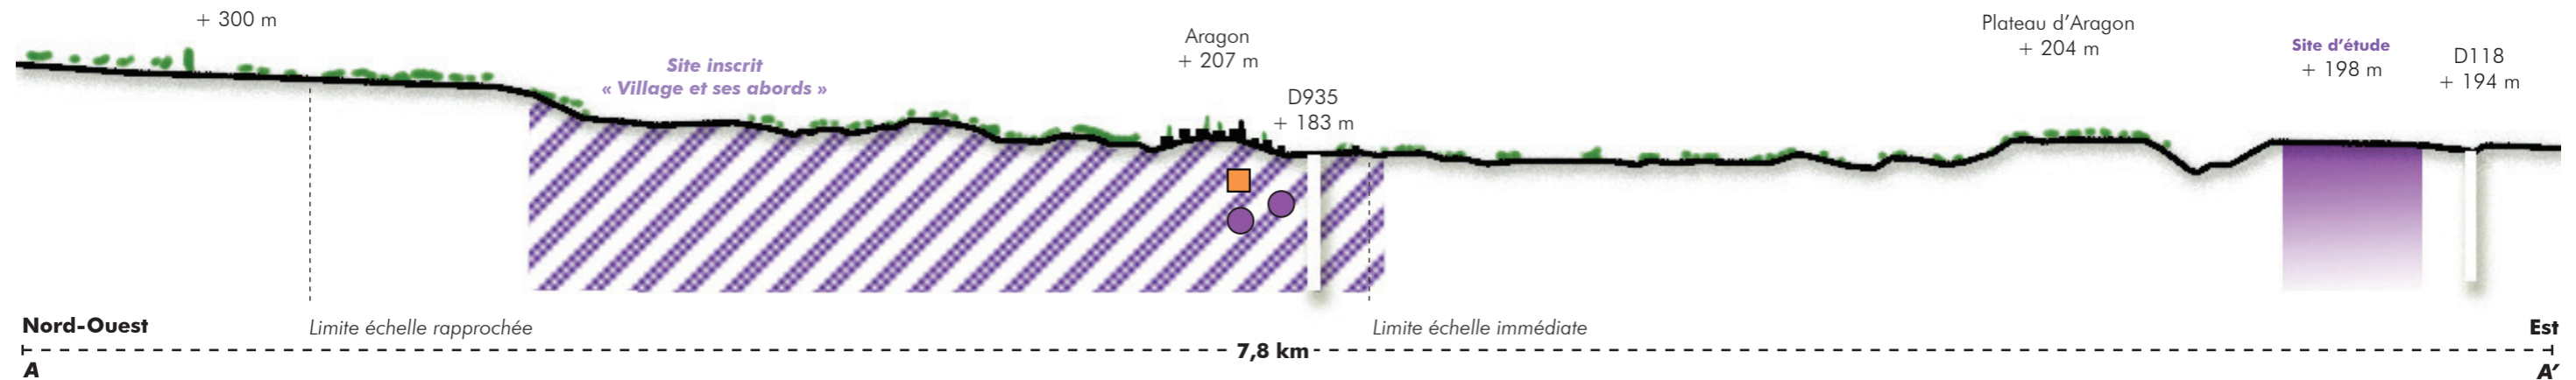 + 300 m
Site inscrit
« Village et ses abords »
Aragon
+ 207 m
D935
+ 183 m
Plateau d’Aragon
+ 204 m
Site d’étude
+ 198 m
D118
+ 194 m
Nord-Ouest
Limite échelle rapprochée
Limite échelle immédiate
Est
7,8 km
A
A’